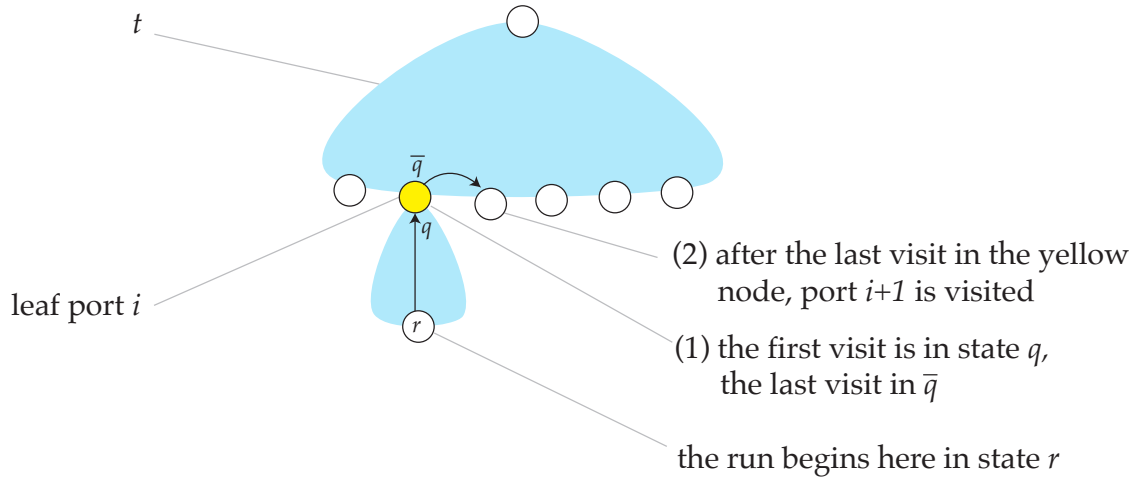 t
q̅
q
(2) after the last visit in the yellow
node, port i+1 is visited
leaf port i
r
(1) the first visit is in state q,
the last visit in q̅
the run begins here in state r